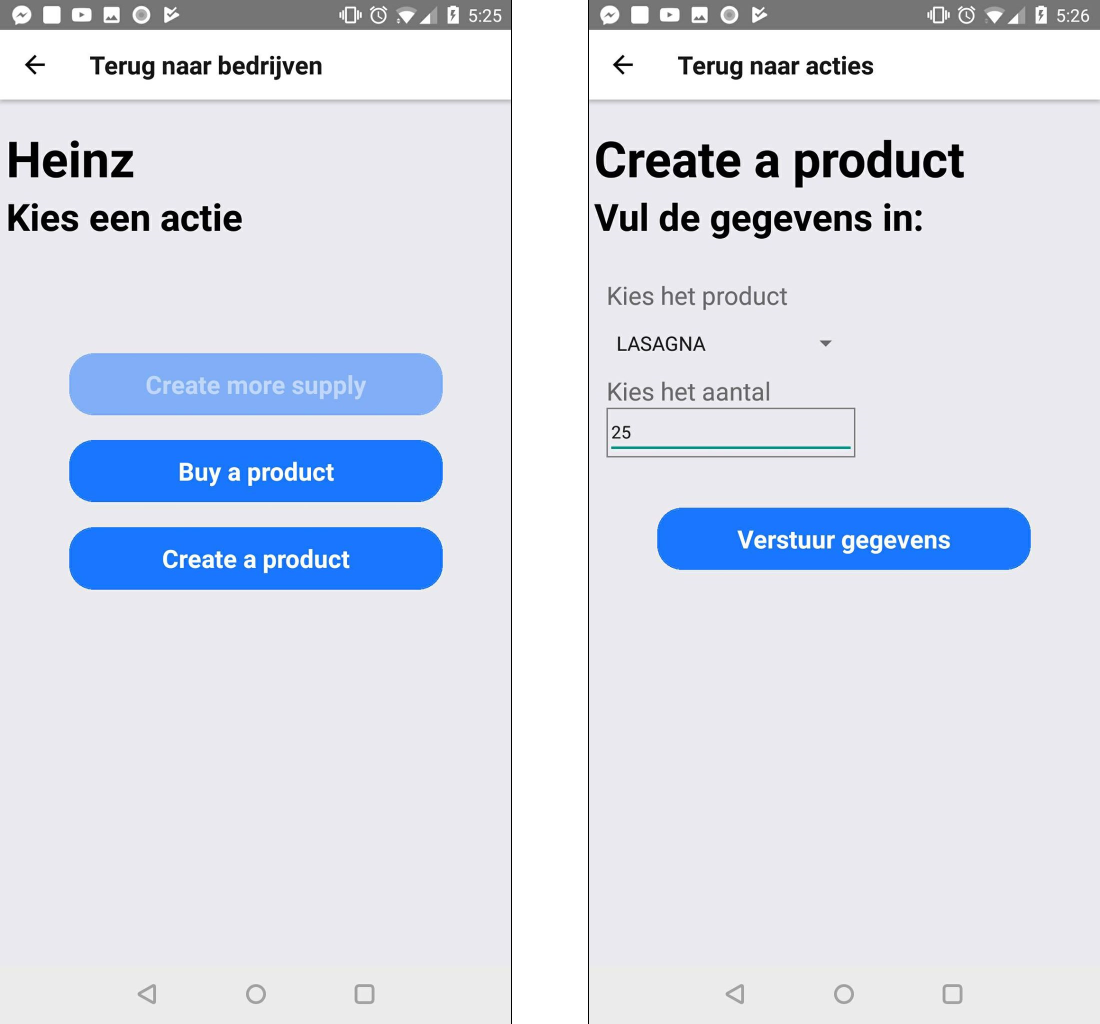 5:25
Terug naar bedrijven
Heinz
Kies een actie
Create more supply
Buy a product
Create a product
5:26
Terug naar acties
Create a product
Vul de gegevens in:
Kies het product
LASAGNA
Kies het aantal
25
Verstuur gegevens